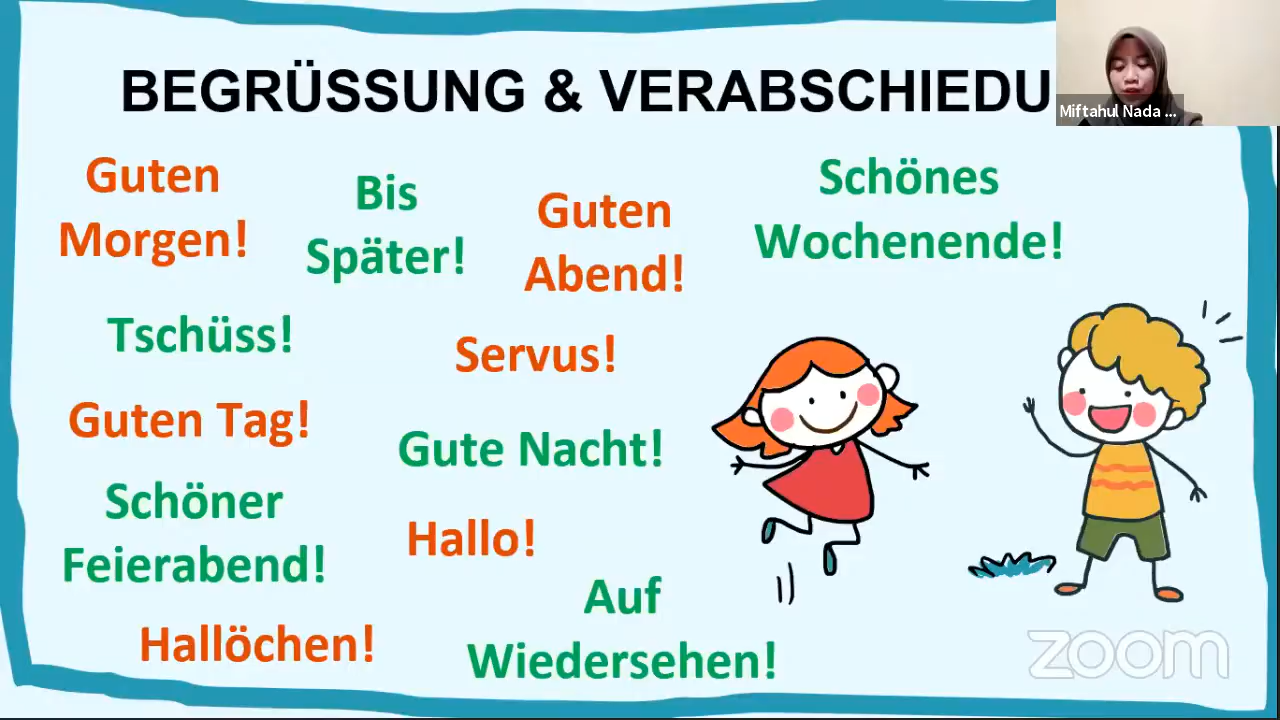 BEGRÜSSUNG & VERABSCHIEDU
Miftahul Nada ...
Guten
Morgen!
Bis
Später!
Guten
Abend!
Schönes
Wochenende!
Tschüss!
Servus!
Guten Tag!
Gute Nacht!
Schöner
Feierabend!
Hallo!
Auf
Wiedersehen!
Hallöchen!
zoom